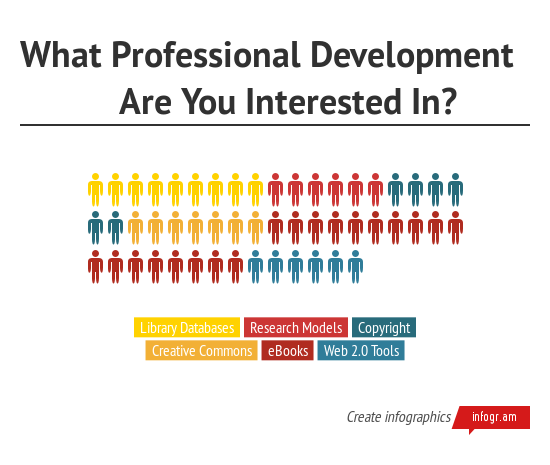 What Professional Development
Are You Interested In?
Library Databases Research Models Copyright
Creative Commons eBooks Web 2.0 Tools
Create infographics infogr.am